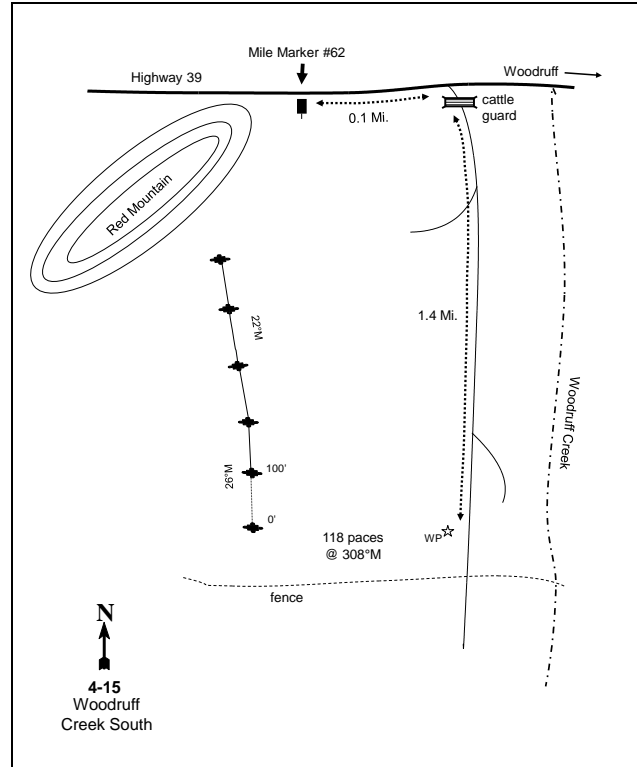 Mile Marker #62
Highway 39
Woodruff
cattle
guard
0.1 Mi.
Red Mountain
22°M
1.4 Mi.
Woodruff Creek
26°M
100'
0'
118 paces
@ 308°M
WP
fence
N
4-15
Woodruff
Creek South